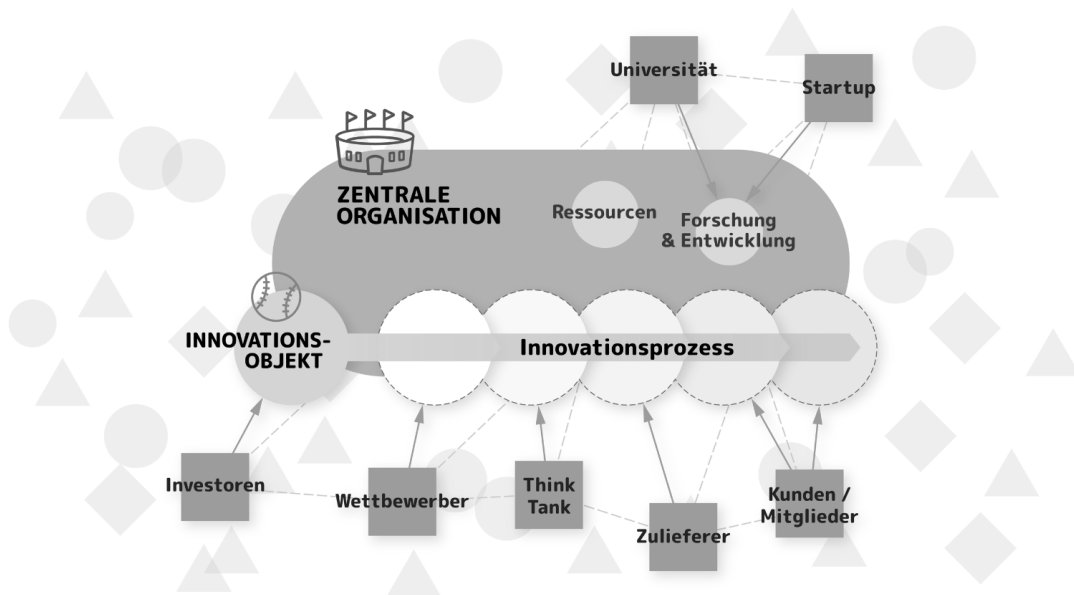 Universität
Startup
ZENTRALE
ORGANISATION
Ressourcen
Forschung
& Entwicklung
INNOVATIONS-
OBJEKT
Innovationsprozess
Investoren
Wettbewerber
Think
Tank
Zulieferer
Kunden /
Mitglieder